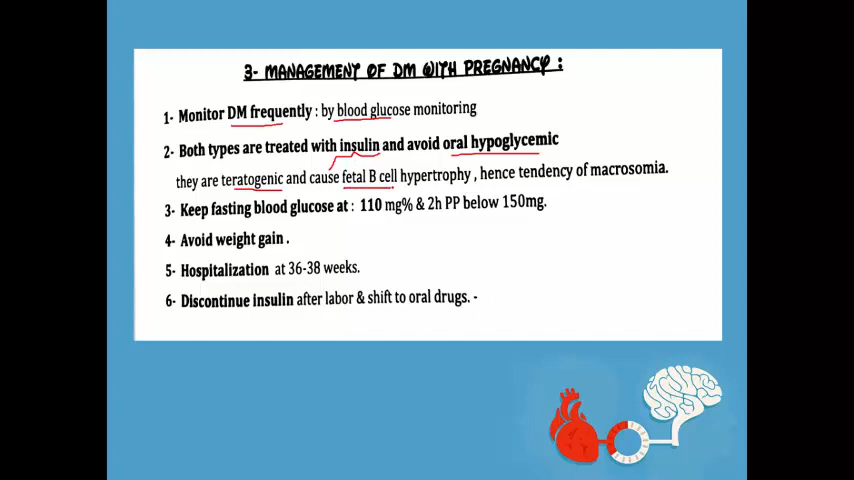 3- MANAGEMENT OF DM WITH PREGNANCY :
1- Monitor DM frequently : by blood glucose monitoring
2- Both types are treated with insulin and avoid oral hypoglycemic
they are teratogenic and cause fetal B cell hypertrophy , hence tendency of macrosomia.
3- Keep fasting blood glucose at : 110 mg% & 2h PP below 150mg.
4- Avoid weight gain .
5- Hospitalization at 36-38 weeks.
6- Discontinue insulin after labor & shift to oral drugs. -